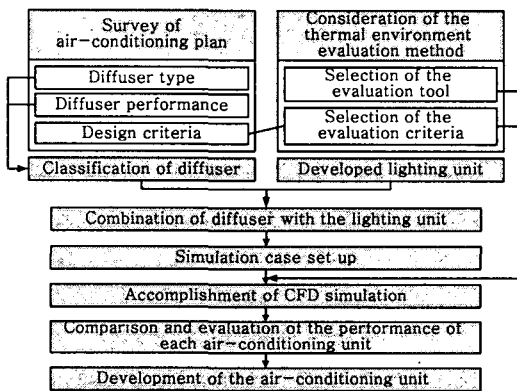 Survey of
air-conditioning plan
Diffuser type
Diffuser performance
Design criteria
Classification of diffuser
Consideration of the
thermal environment
evaluation method
Selection of the
evaluation tool
Selection of the
evaluation criteria
Developed lighting unit
Combination of diffuser with the lighting unit
Simulation case set up
Accomplishment of CFD simulation
Comparison and evaluation of the performance of
each air-conditioning unit
Development of the air-conditioning unit